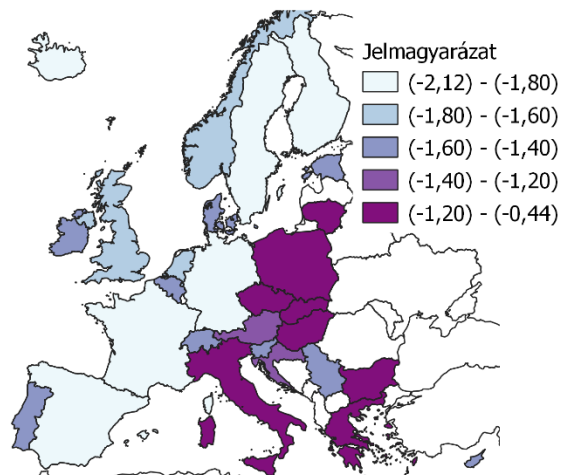 Jelmagyarázat
(-2,12) - (-1,80)
(-1,80) - (-1,60)
(-1,60) - (-1,40)
(-1,40) - (-1,20)
(-1,20) - (-0,44)